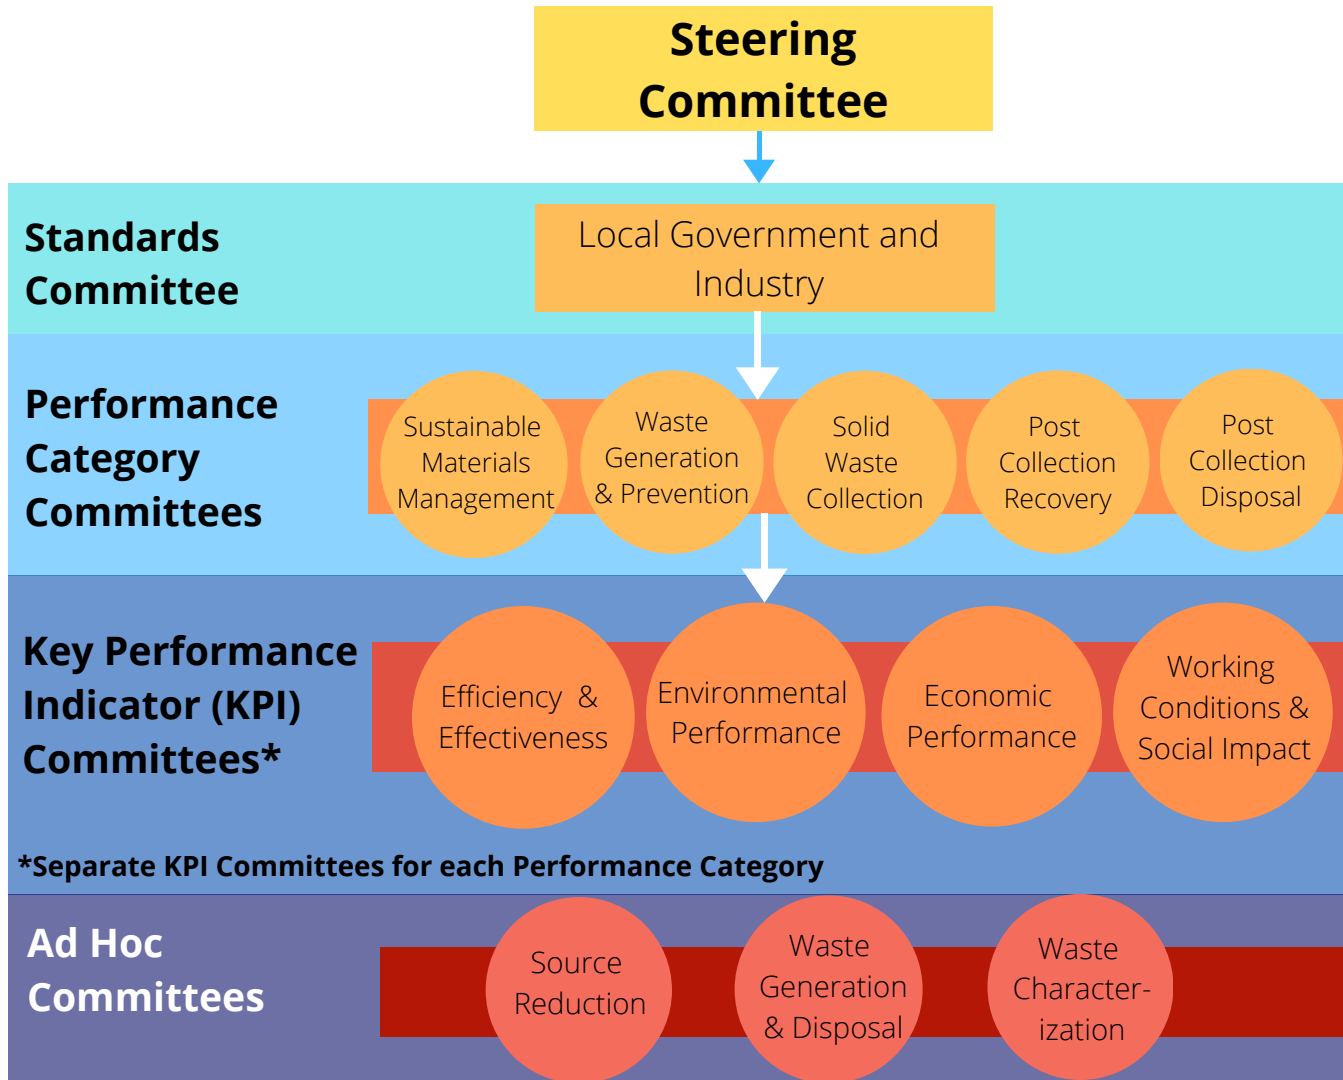 Steering
Committee
Standards
Committee
Local Government and
Industry
Performance
Category
Committees
Sustainable
Materials
Management
Waste
Generation
& Prevention
Solid
Waste
Collection
Post
Collection
Recovery
Post
Collection
Disposal
Key Performance
Indicator (KPI)
Committees*
Efficiency &
Effectiveness
Environmental
Performance
Economic
Performance
Working
Conditions &
Social Impact
*Separate KPI Committees for each Performance Category
Ad Hoc
Committees
Source
Reduction
Waste
Generation
& Disposal
Waste
Character-
ization